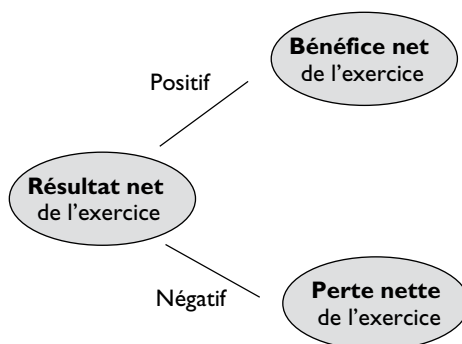 Bénéfice net
de l’exercice
Positif
Résultat net
de l’exercice
Négatif
Perte nette
de l’exercice